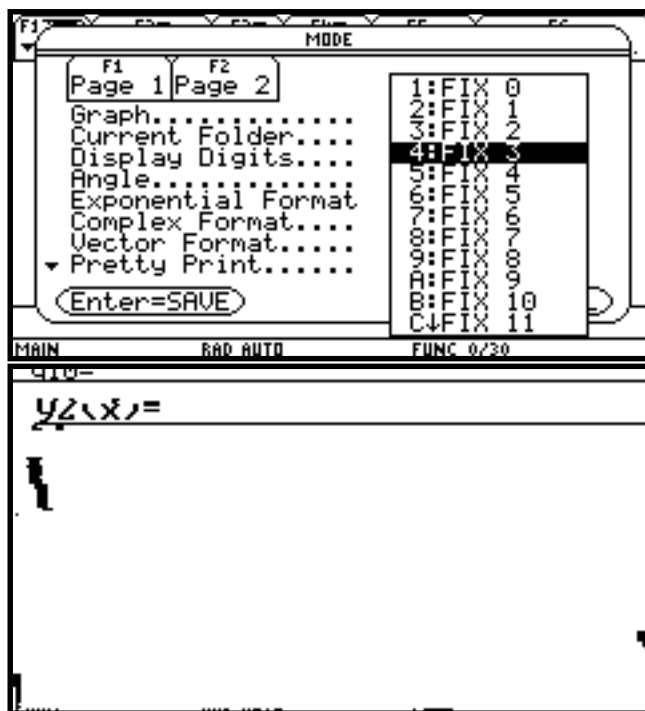 F1
MODE
F1 F2
Page 1 Page 2
Graph.............
Current Folder....
Display Digits....
Angle.............
Exponential Format
Complex Format....
Vector Format.....
Pretty Print......
1:FIX 0
2:FIX 1
3:FIX 2
4:FIX 3
5:FIX 4
6:FIX 5
7:FIX 6
8:FIX 7
9:FIX 8
A:FIX 9
B:FIX 10
C↓FIX 11
Enter=SAVE
MAIN RAD AUTO FUNC 0/30
y2(x)=